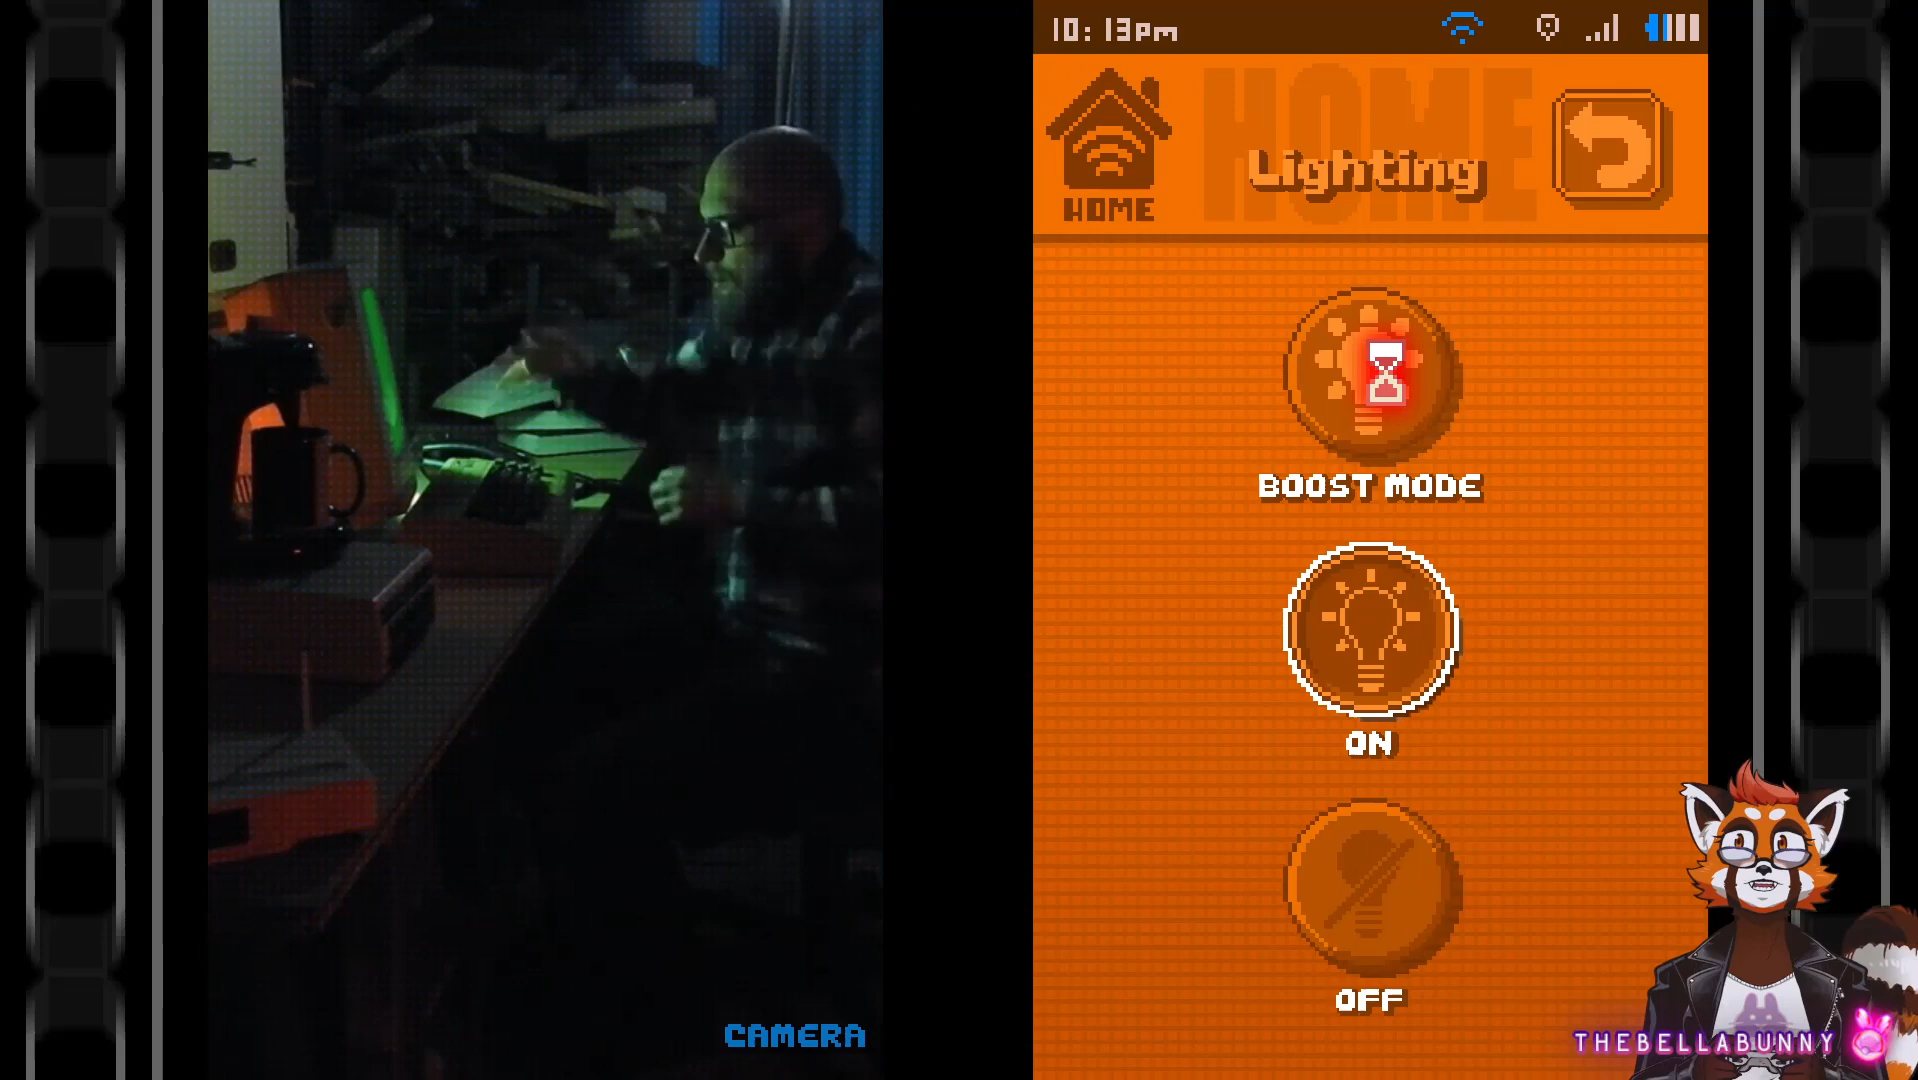 10:13pm
HOME
Lighting
HOME
BOOST MODE
ON
OFF
CAMERA
THEBELLABUNNY